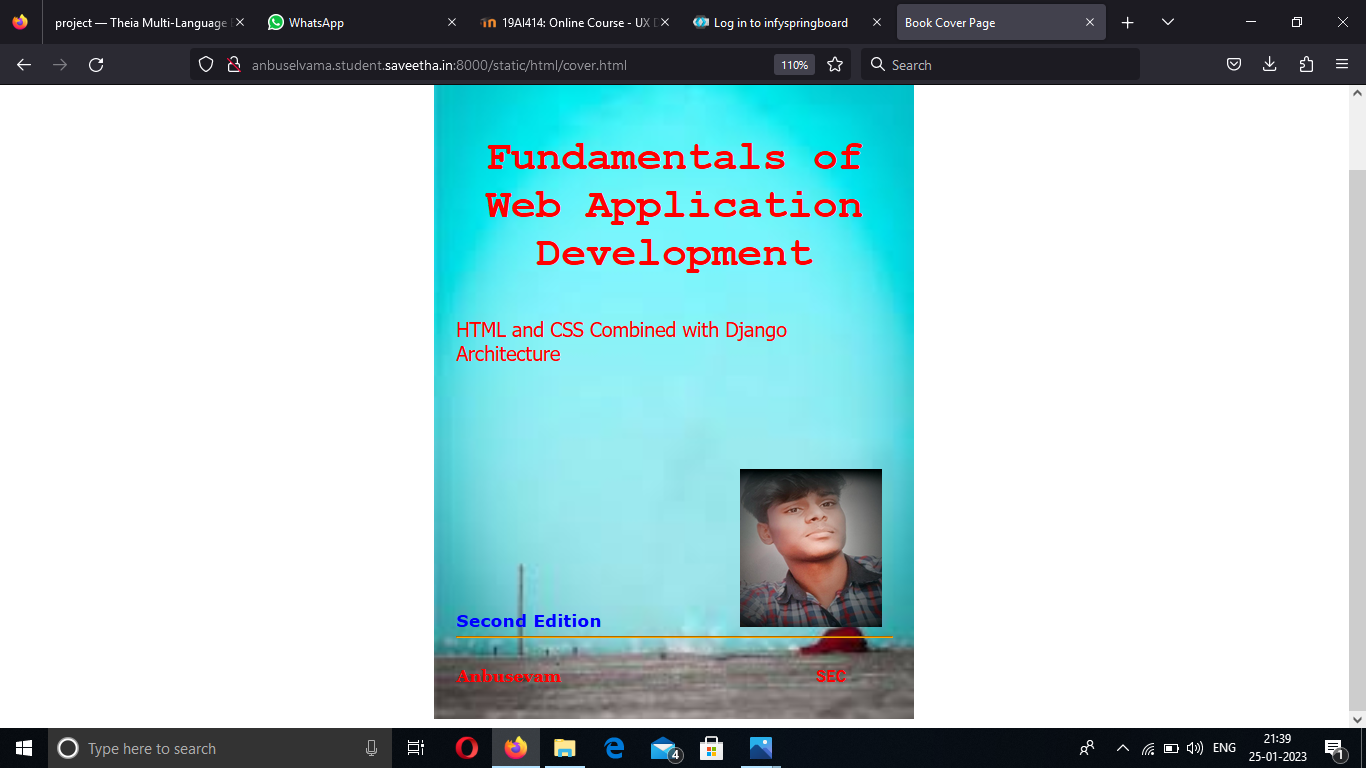 project — Theia Multi-Language
WhatsApp
19AI414: Online Course - UX
Log in to infyspringboard
Book Cover Page
anbuselvama.student.saveetha.in:8000/static/html/cover.html
110%
Search
Fundamentals of
Web Application
Development
HTML and CSS Combined with Django
Architecture
Second Edition
Anbusevam
SEC
Type here to search
4
ENG
21:39
25-01-2023
1